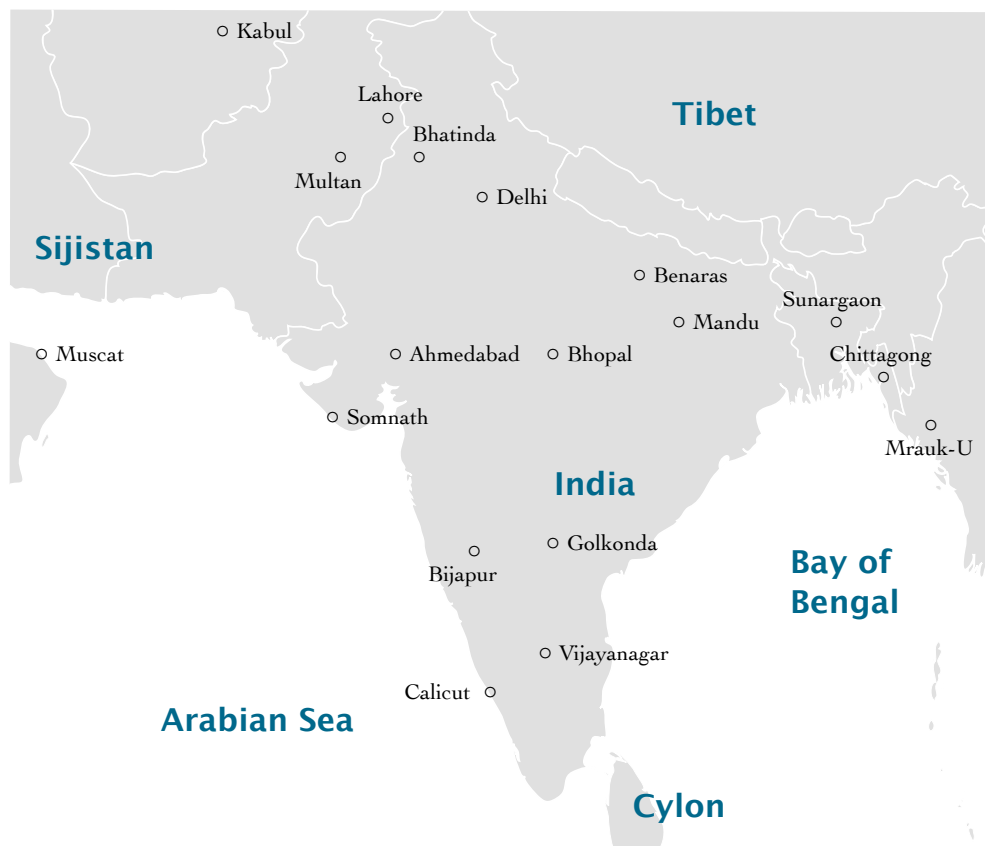 Kabul
Lahore
Tibet
Bhatinda
Multan
Delhi
Sijistan
Benaras
Sunargaon
Mandu
Muscat
Ahmedabad
Bhopal
Chittagong
Somnath
Mrauk-U
India
Golkonda
Bijapur
Bay of
Bengal
Vijayanagar
Calicut
Arabian Sea
Cylon